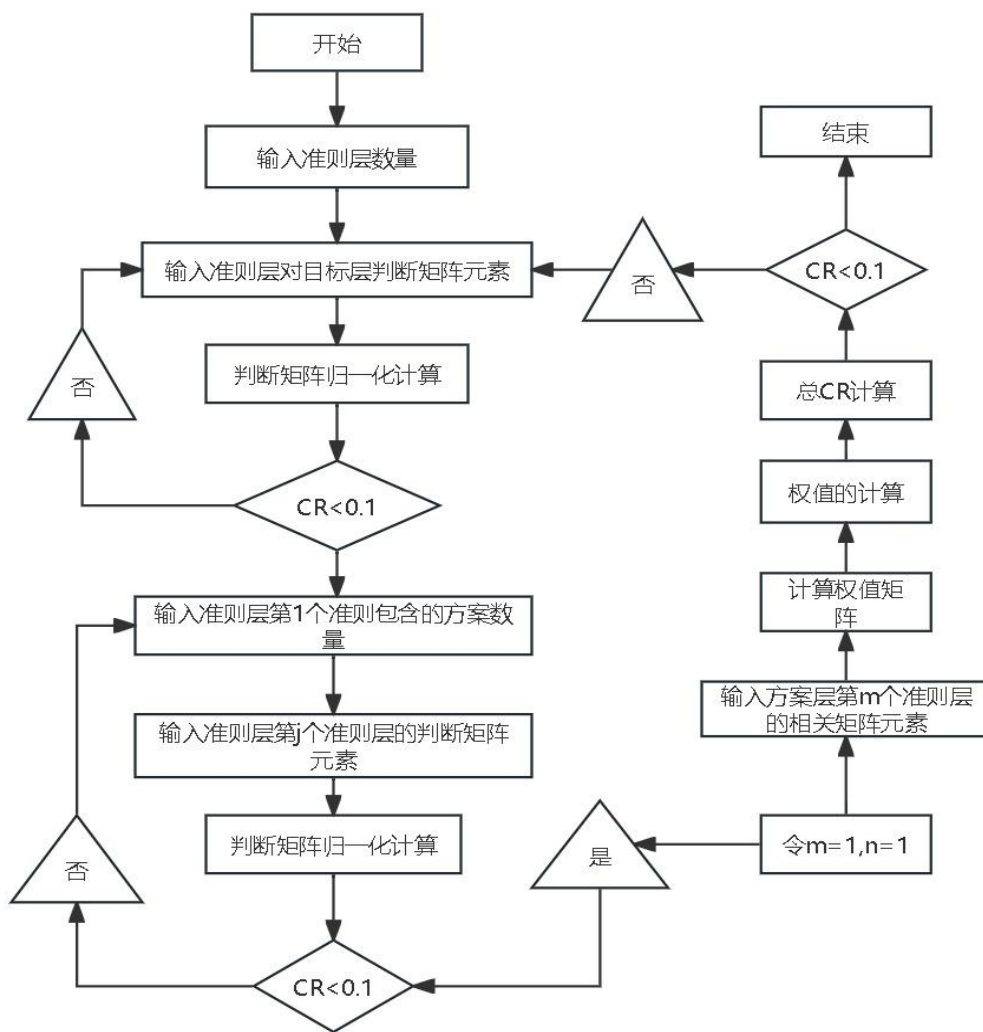 开始
输入准则层数量
输入准则层对目标层判断矩阵元素
判断矩阵归一化计算
否
CR<0.1
输入准则层第1个准则包含的方案数
量
输入准则层第j个准则层的判断矩阵
元素
判断矩阵归一化计算
否
CR<0.1
是
令m=1,n=1
输入方案层第m个准则层
的相关矩阵元素
计算权值矩
阵
权值的计算
总CR计算
CR<0.1
否
结束